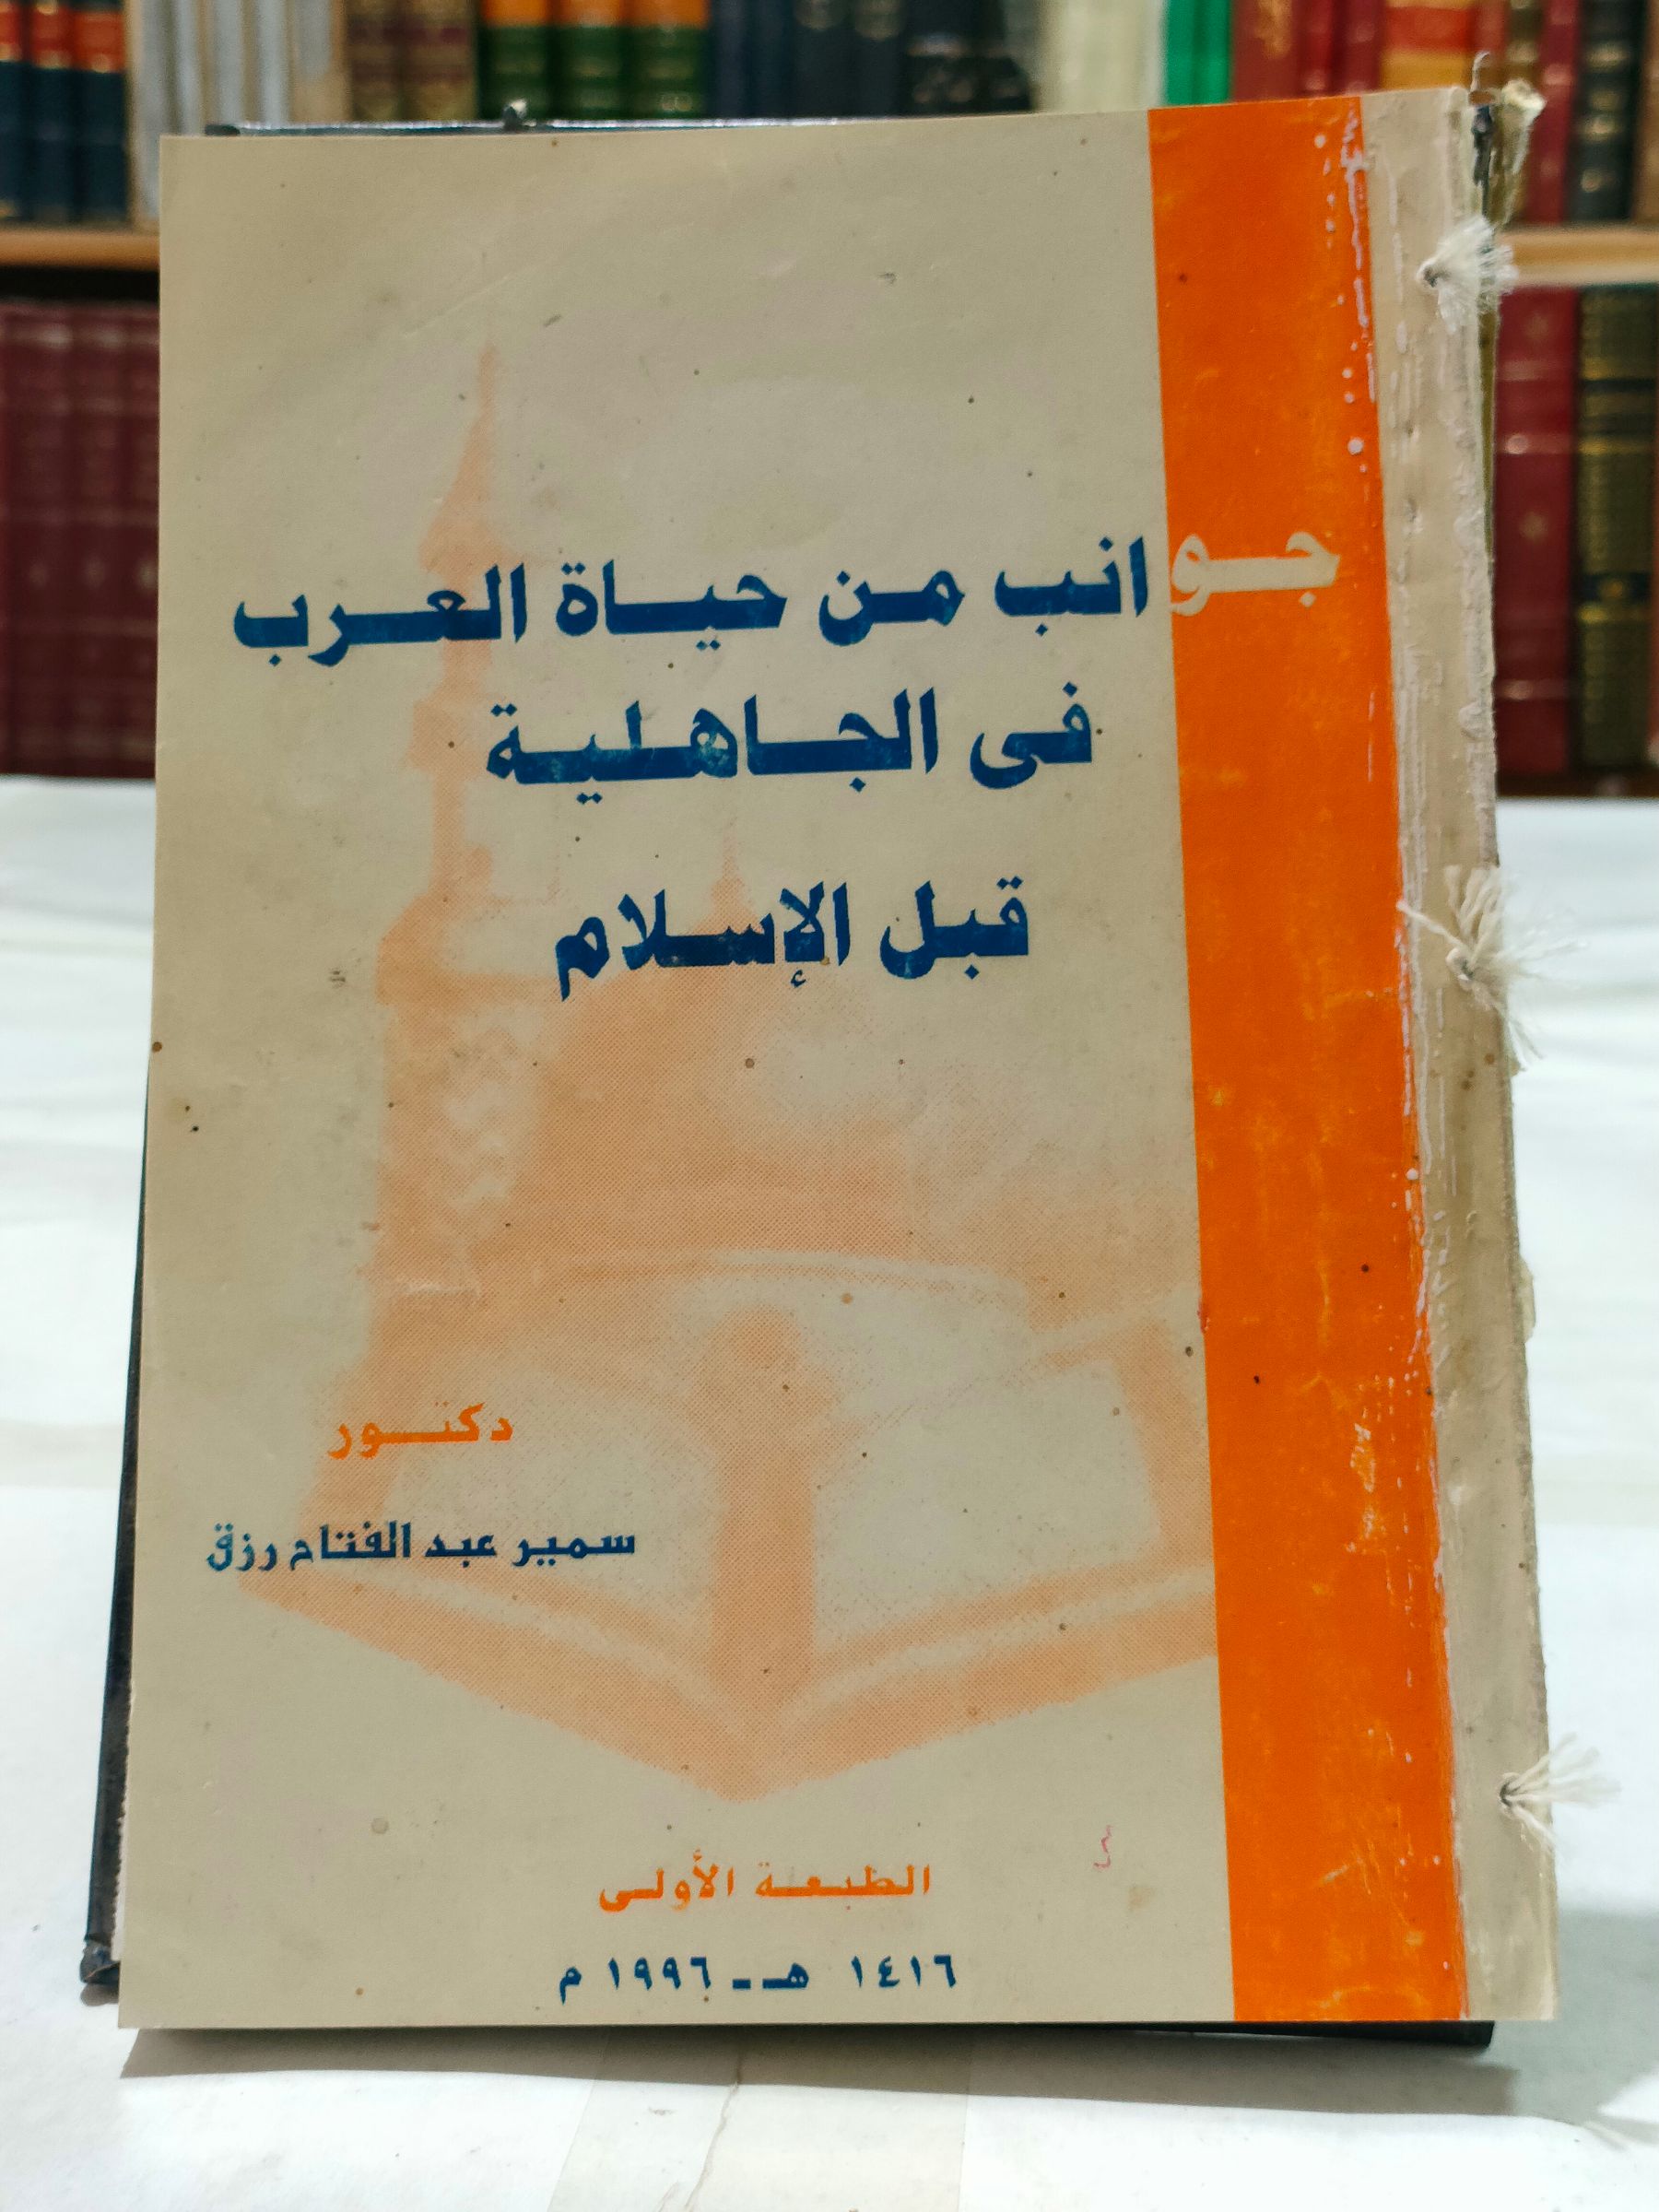 جوانب من حياة العرب
فى الجاهلية
قبل الإسلام
دكتور
سمير عبد الفتاح رزق
الطبعة الأولى
١٤١٦ هـ - ١٩٩٦ م